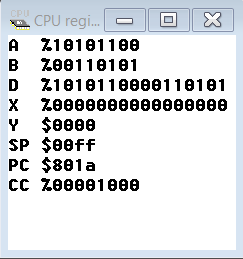 CPU regi...
A %10101100
B %00110101
D %1010110000110101
X %0000000000000000
Y $0000
SP $00ff
PC $801a
CC %00001000